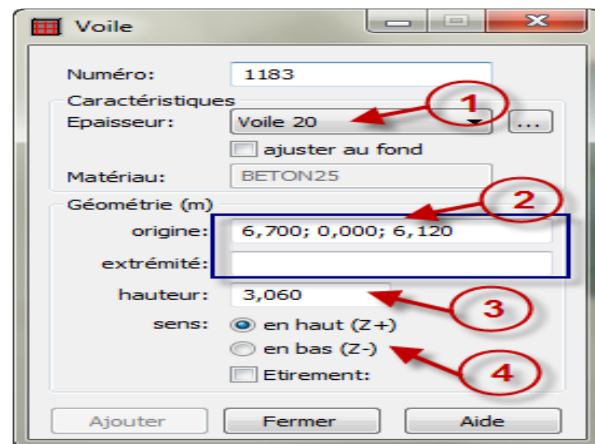 Voile
Numéro: 1183
Caractéristiques
Epaisseur: Voile 20 ...
ajuster au fond
Matériau: BETON25
Géométrie (m)
origine: 6,700; 0,000; 6,120
extrémité:
hauteur: 3,060
sens: en haut (Z+)
en bas (Z-)
Etirement:
Ajouter Fermer Aide
1
2
3
4